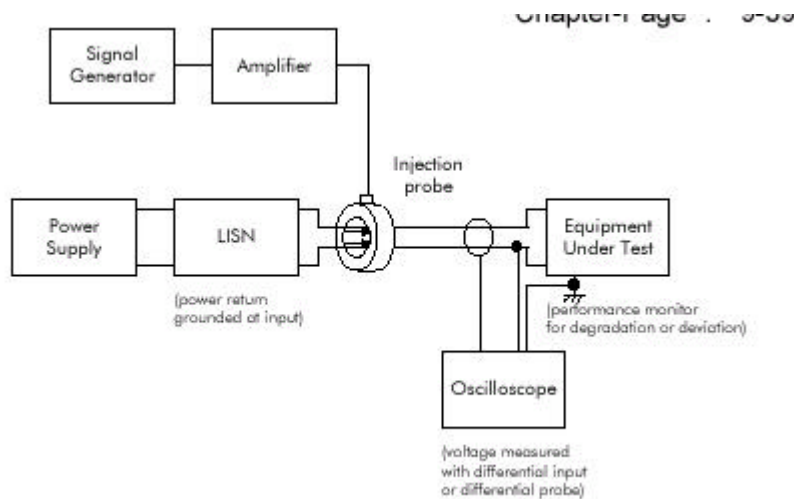 Signal
Generator
Amplifier
Injection
probe
Power
Supply
LISN
Equipment
Under Test
(power return
grounded at input)
(performance monitor
for degradation or deviation)
Oscilloscope
(voltage measured
with differential input
or differential probe)